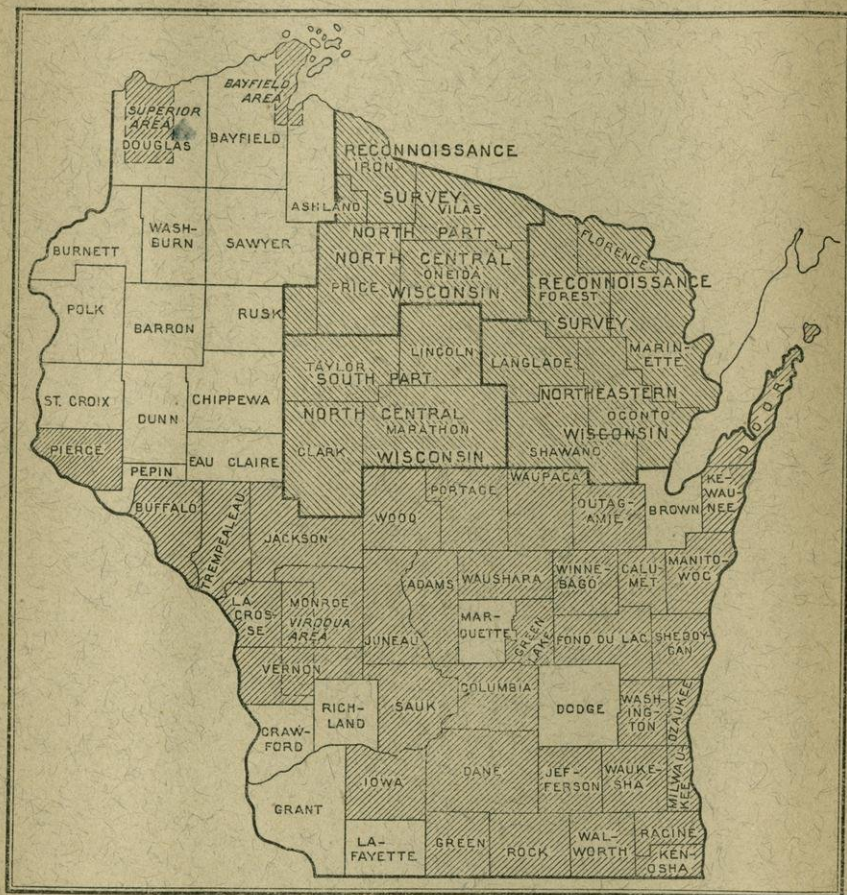 BAYFIELD
AREA
SUPERIOR
AREA
DOUGLAS
BAYFIELD
RECONNOISSANCE
IRON
SURVEY
ASHLAND
VILAS
NORTH PART
NORTH CENTRAL
ONEIDA
PRICE
WISCONSIN
BURNETT
WASH-
BURN
SAWYER
FLORENCE
RECONNOISSANCE
FOREST
SURVEY
POLK
BARRON
RUSK
LINCOLN
LANGLADE
MARIN-
ETTE
TAYLOR
SOUTH PART
NORTHEASTERN
OCONTO
WISCONSIN
SHAWANO
DOOR
ST. CROIX
DUNN
CHIPPEWA
NORTH CENTRAL
MARATHON
CLARK
WISCONSIN
PIERCE
PEPIN
EAU CLAIRE
BUFFALO
TREMPEALEAU
JACKSON
WOOD
PORTAGE
WAUPACA
OUTAG-
AMIE
BROWN
KE-
WAU-
NEE
LA
CROS-
SE
MONROE
VIROQUA
AREA
JUNEAU
ADAMS
WAUSHARA
WINNE-
BAGO
CALU-
MET
MANITO-
WOC
MAR-
QUETTE
GREEN
LAKE
FOND DU LAC
SHEBOY-
GAN
VERNON
RICH-
LAND
SAUK
COLUMBIA
DODGE
WASH-
ING-
TON
OZAUKEE
CRAW-
FORD
IOWA
DANE
JEF-
FERSON
WAUKE-
SHA
MILWAU-
KEE
GRANT
LA-
FAYETTE
GREEN
ROCK
WAL-
WORTH
RACINE
KEN-
OSHA